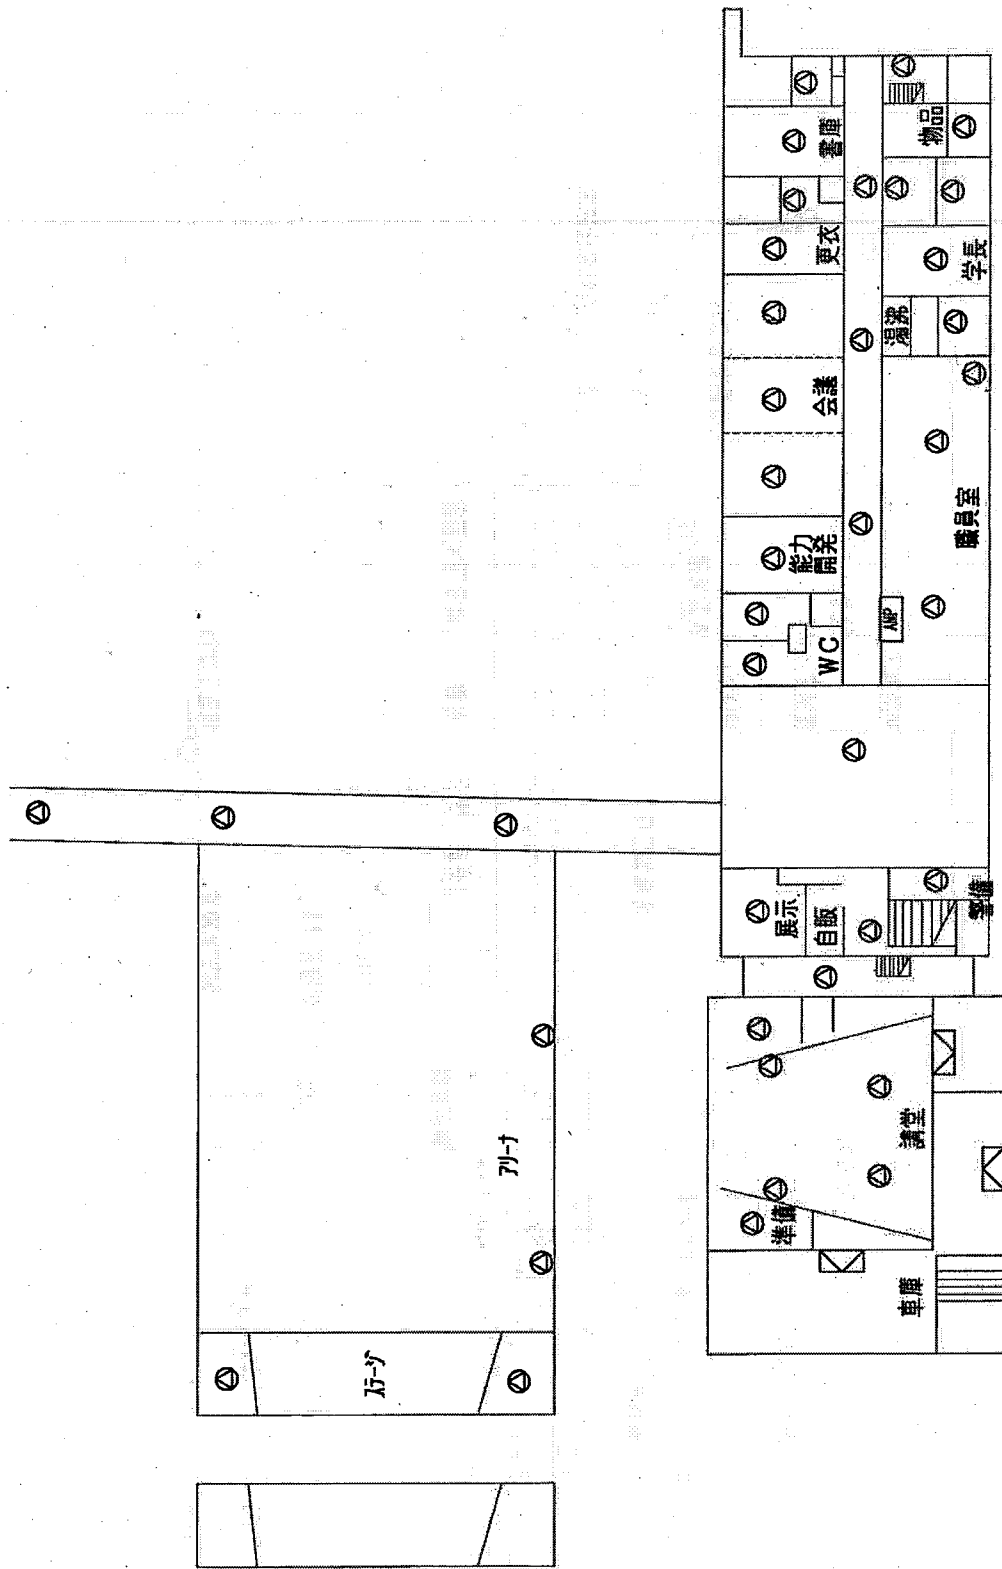 物品
書庫
更衣
学長
湯沸
会議
職員室
能力
開発
AMP
WC
展示
自販
警備
講堂
準備
車庫
アリーナ
ステージ